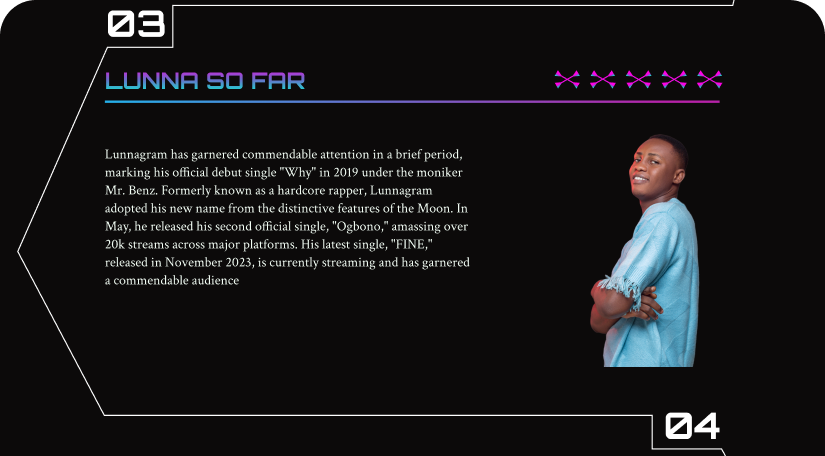 03
LUNNA SO FAR
Lunnagram has garnered commendable attention in a brief period,
marking his official debut single "Why" in 2019 under the moniker
Mr. Benz. Formerly known as a hardcore rapper, Lunnagram
adopted his new name from the distinctive features of the Moon. In
May, he released his second official single, "Ogbono," amassing over
20k streams across major platforms. His latest single, "FINE,"
released in November 2023, is currently streaming and has garnered
a commendable audience
04